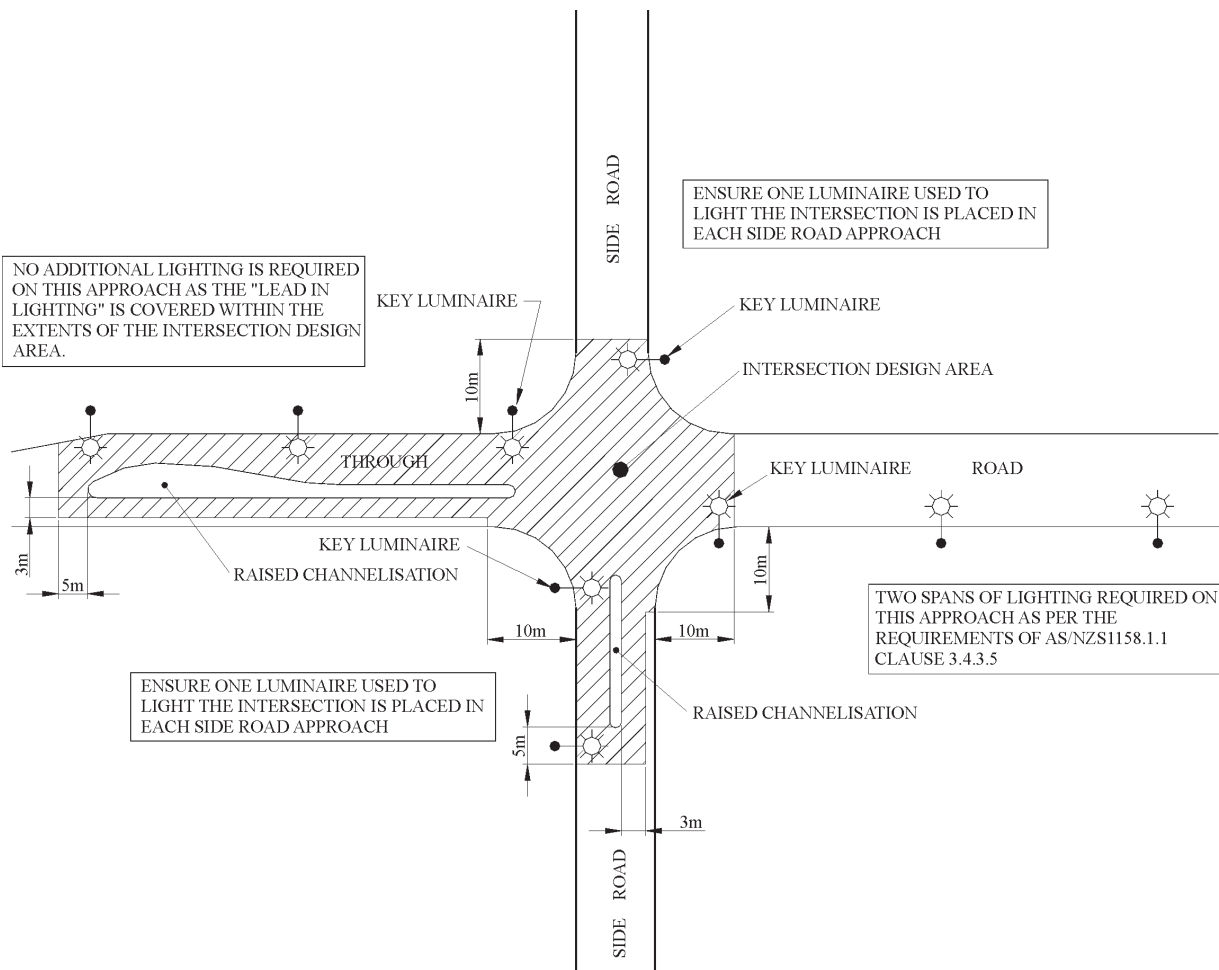 SIDE ROAD
ENSURE ONE LUMINAIRE USED TO
LIGHT THE INTERSECTION IS PLACED IN
EACH SIDE ROAD APPROACH
NO ADDITIONAL LIGHTING IS REQUIRED
ON THIS APPROACH AS THE "LEAD IN
LIGHTING" IS COVERED WITHIN THE
EXTENTS OF THE INTERSECTION DESIGN
AREA.
KEY LUMINAIRE
KEY LUMINAIRE
INTERSECTION DESIGN AREA
10m
THROUGH
KEY LUMINAIRE
ROAD
KEY LUMINAIRE
RAISED CHANNELISATION
3m
5m
10m
10m
10m
TWO SPANS OF LIGHTING REQUIRED ON
THIS APPROACH AS PER THE
REQUIREMENTS OF AS/NZS1158.1.1
CLAUSE 3.4.3.5
ENSURE ONE LUMINAIRE USED TO
LIGHT THE INTERSECTION IS PLACED IN
EACH SIDE ROAD APPROACH
RAISED CHANNELISATION
5m
3m
SIDE ROAD